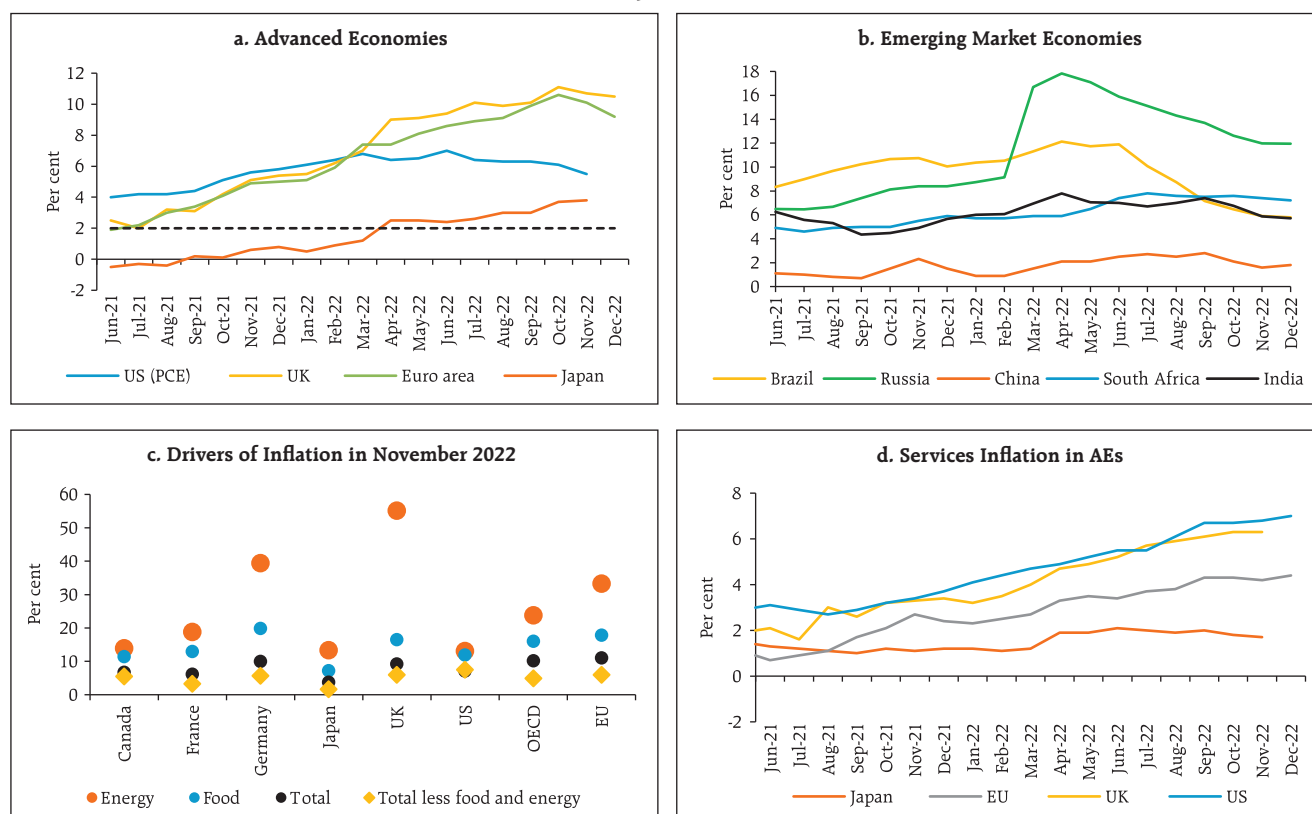 a. Advanced Economies
Per cent
12
10
8
6
4
2
0
-2
Jun-21
Jul-21
Aug-21
Sep-21
Oct-21
Nov-21
Dec-21
Jan-22
Feb-22
Mar-22
Apr-22
May-22
Jun-22
Jul-22
Aug-22
Sep-22
Oct-22
Nov-22
Dec-22
US (PCE) UK Euro area Japan
b. Emerging Market Economies
Per cent
18
16
14
12
10
8
6
4
2
0
Jun-21
Jul-21
Aug-21
Sep-21
Oct-21
Nov-21
Dec-21
Jan-22
Feb-22
Mar-22
Apr-22
May-22
Jun-22
Jul-22
Aug-22
Sep-22
Oct-22
Nov-22
Dec-22
Brazil Russia China South Africa India
c. Drivers of Inflation in November 2022
Per cent
60
50
40
30
20
10
0
Canada
France
Germany
Japan
UK
US
OECD
EU
Energy Food Total Total less food and energy
d. Services Inflation in AEs
Per cent
8
6
4
2
0
-2
Jun-21
Jul-21
Aug-21
Sep-21
Oct-21
Nov-21
Dec-21
Jan-22
Feb-22
Mar-22
Apr-22
May-22
Jun-22
Jul-22
Aug-22
Sep-22
Oct-22
Nov-22
Dec-22
Japan EU UK US